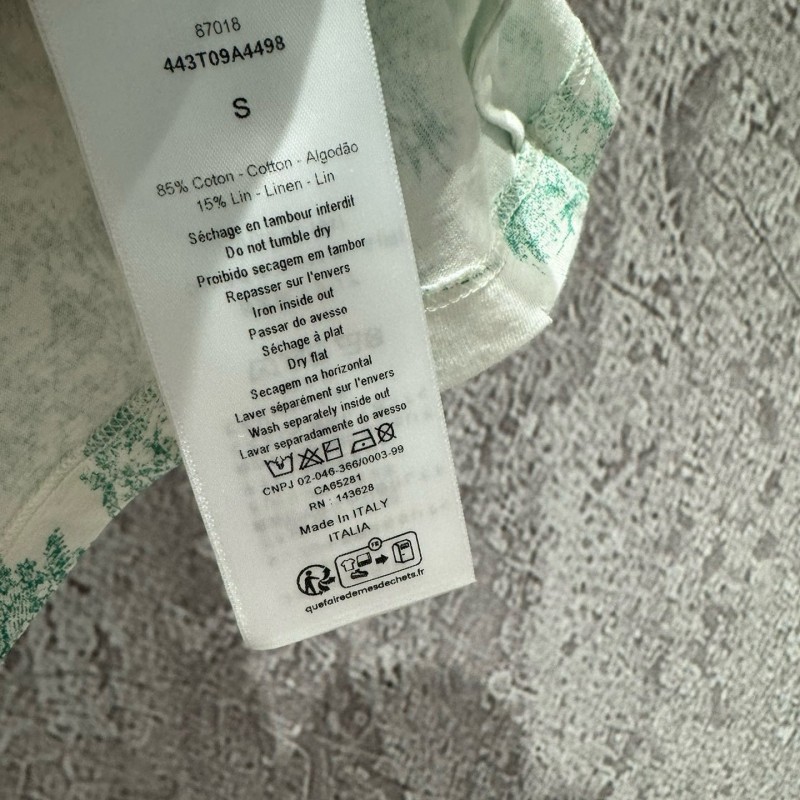 87018
443T09A4498
S
85% Coton - Cotton - Algodão
15% Lin - Linen - Lin
Séchage en tambour interdit
Do not tumble dry
Proibido secagem em tambor
Repasser sur l'envers
Iron inside out
Passar do avesso
Séchage à plat
Dry flat
Secagem na horizontal
Laver séparément sur l'envers
Wash separately inside out
Lavar separadamente do avesso
CNPJ 02-046-366/0003-99
CA65281
RN : 143628
Made In ITALY
ITALIA
FR
quefairedemesdechets.fr